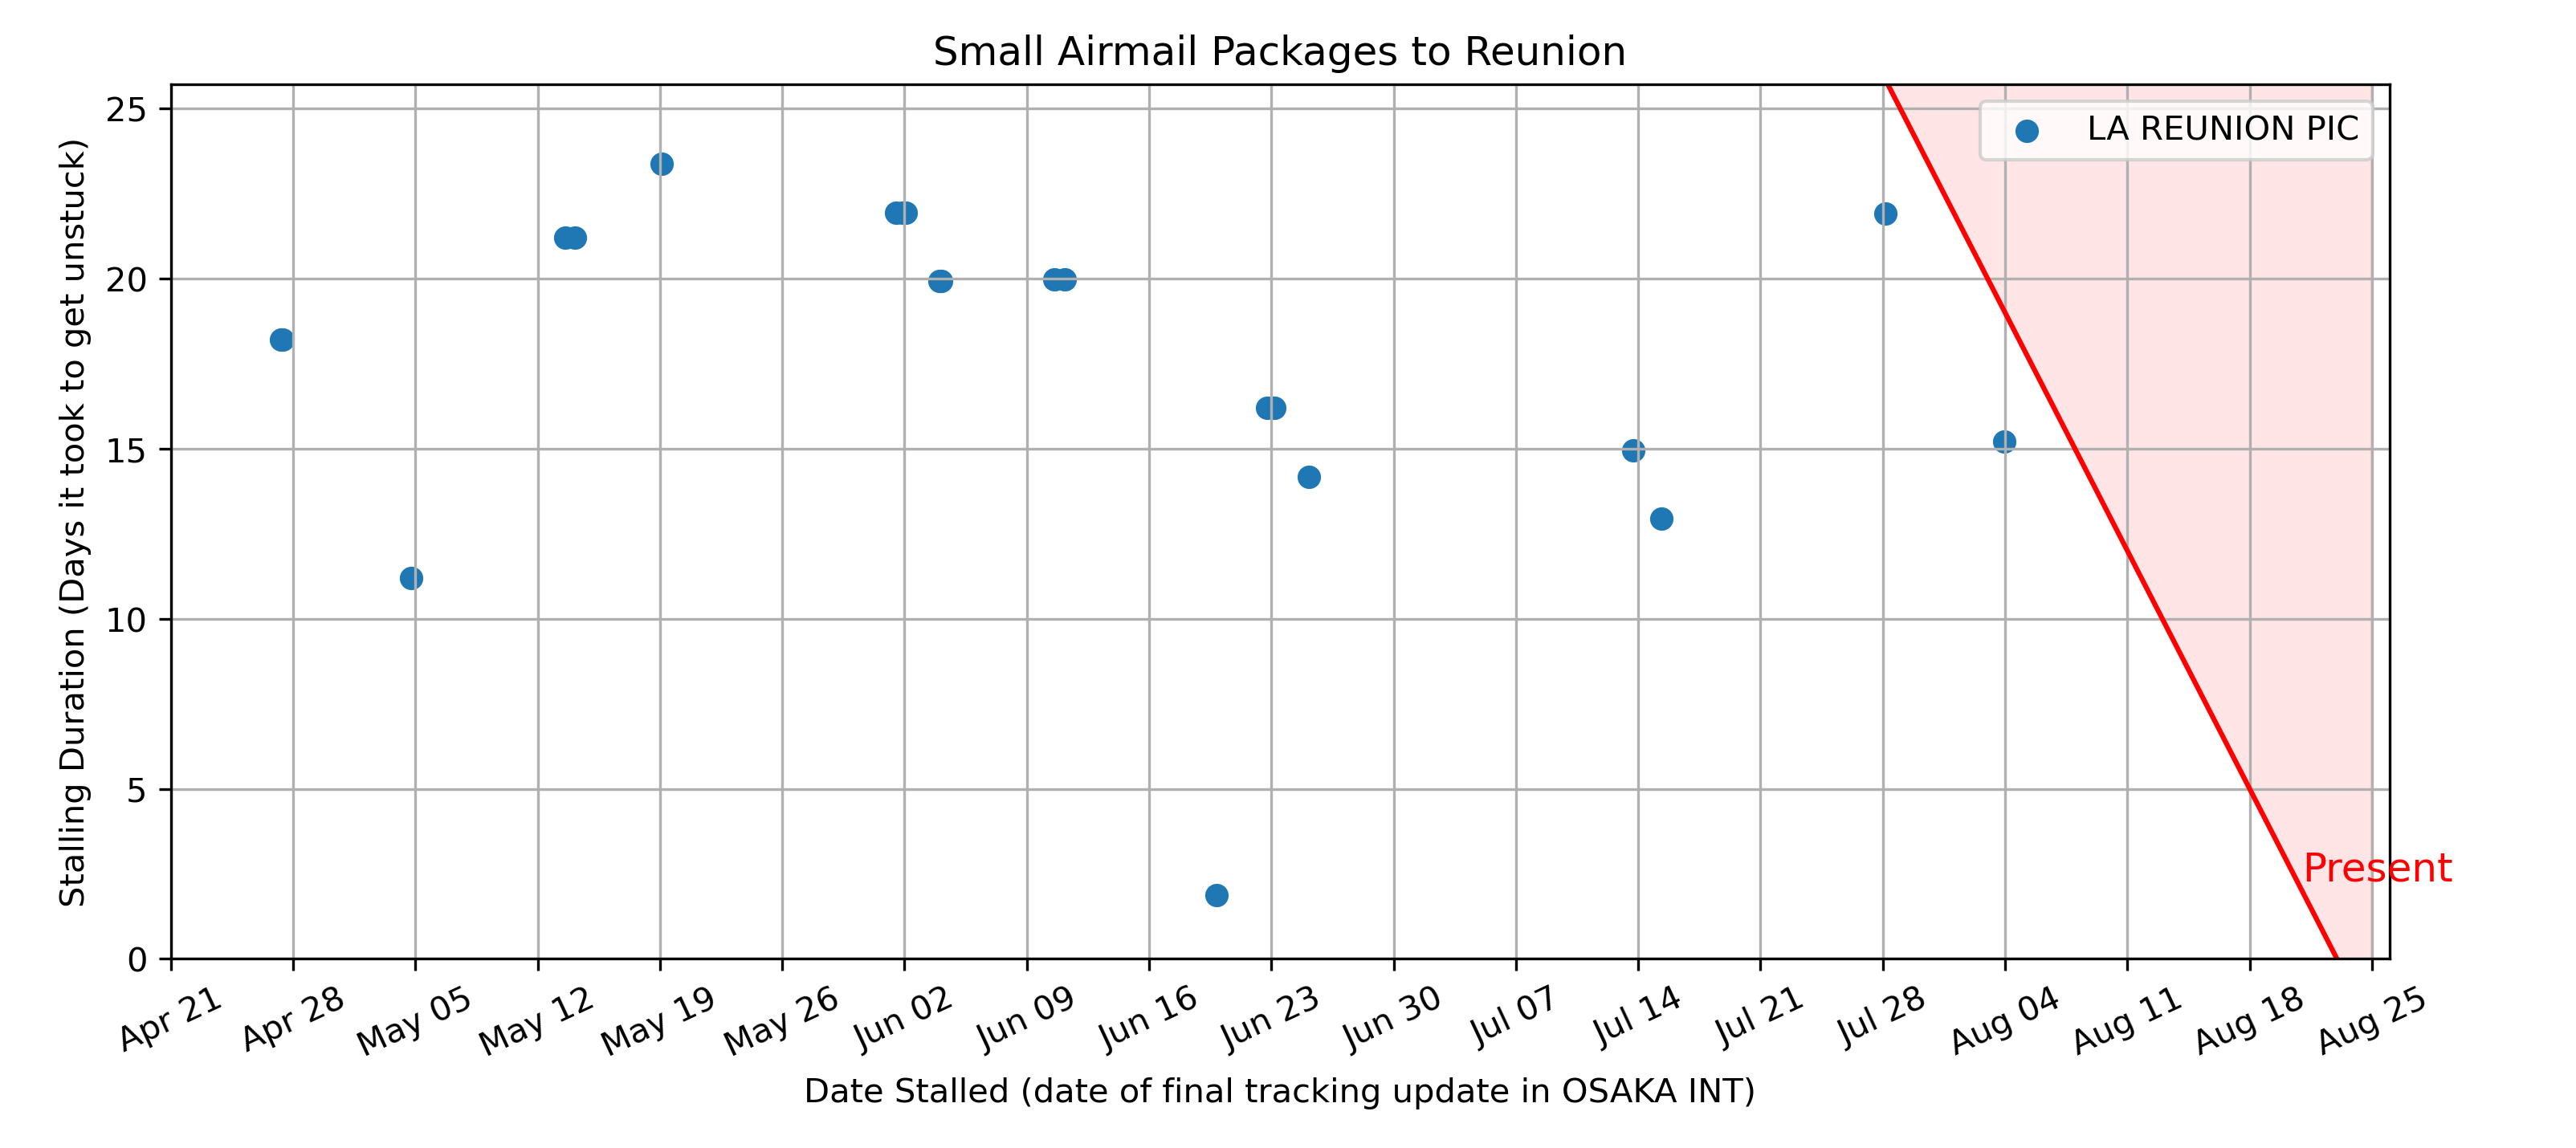 Small Airmail Packages to Reunion
LA REUNION PIC
Stalling Duration (Days it took to get unstuck)
25
20
15
10
5
0
Present
Apr 21
Apr 28
May 05
May 12
May 19
May 26
Jun 02
Jun 09
Jun 16
Jun 23
Jun 30
Jul 07
Jul 14
Jul 21
Jul 28
Aug 04
Aug 11
Aug 18
Aug 25
Date Stalled (date of final tracking update in OSAKA INT)